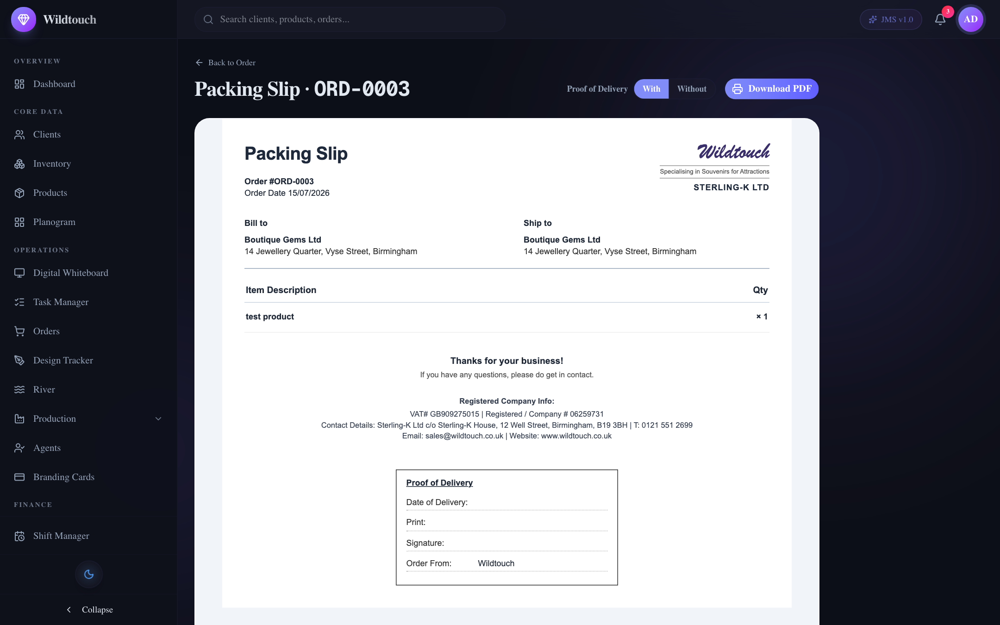 Wildtouch
Search clients, products, orders...
JMS v1.0
3
AD
OVERVIEW
Dashboard
CORE DATA
Clients
Inventory
Products
Planogram
OPERATIONS
Digital Whiteboard
Task Manager
Orders
Design Tracker
River
Production
Agents
Branding Cards
FINANCE
Shift Manager
Collapse
Back to Order
Packing Slip · ORD-0003
Proof of Delivery
With
Without
Download PDF
Packing Slip
Wildtouch
Specialising in Souvenirs for Attractions
STERLING-K LTD
Order #ORD-0003
Order Date 15/07/2026
Bill to
Boutique Gems Ltd
14 Jewellery Quarter, Vyse Street, Birmingham
Ship to
Boutique Gems Ltd
14 Jewellery Quarter, Vyse Street, Birmingham
Item Description Qty
test product × 1
Thanks for your business!
If you have any questions, please do get in contact.
Registered Company Info:
VAT# GB909275015 | Registered / Company # 06259731
Contact Details: Sterling-K Ltd c/o Sterling-K House, 12 Well Street, Birmingham, B19 3BH | T: 0121 551 2699
Email: sales@wildtouch.co.uk | Website: www.wildtouch.co.uk
Proof of Delivery
Date of Delivery:
Print:
Signature:
Order From: Wildtouch